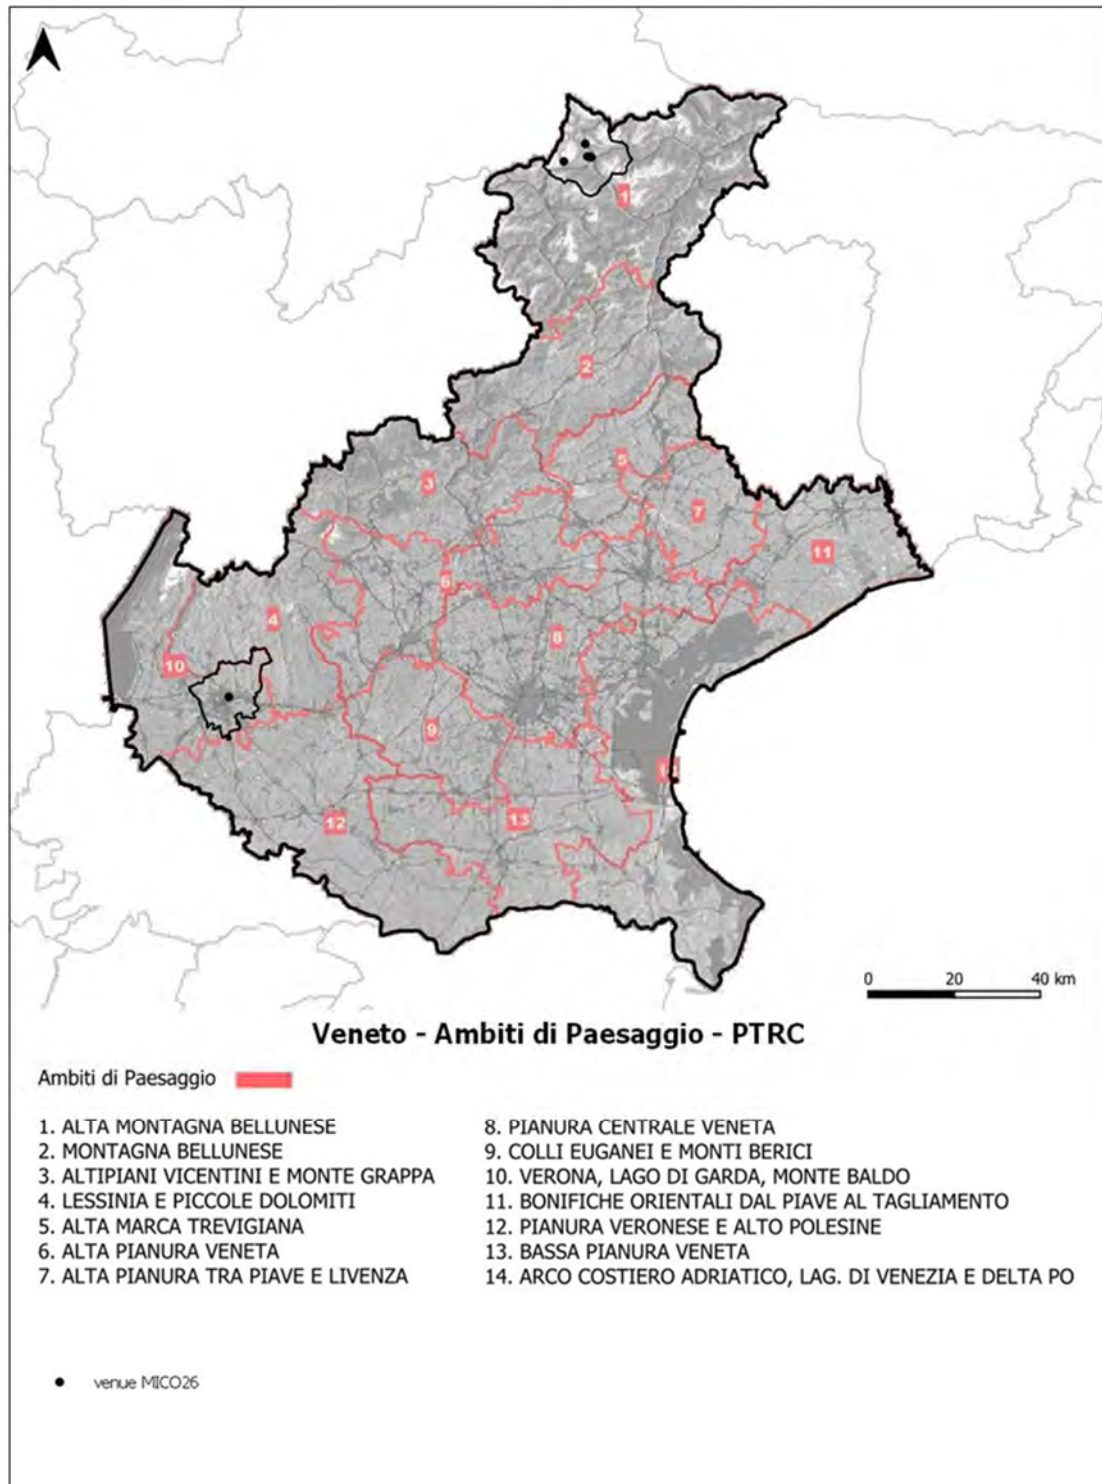 1
2
3
5
7
11
6
4
8
10
9
12
13
0 20 40 km
Veneto - Ambiti di Paesaggio - PTRC
Ambiti di Paesaggio
1. ALTA MONTAGNA BELLUNESE
2. MONTAGNA BELLUNESE
3. ALTIPIANI VICENTINI E MONTE GRAPPA
4. LESSINIA E PICCOLE DOLOMITI
5. ALTA MARCA TREVIGIANA
6. ALTA PIANURA VENETA
7. ALTA PIANURA TRA PIAVE E LIVENZA
8. PIANURA CENTRALE VENETA
9. COLLI EUGANEI E MONTI BERICI
10. VERONA, LAGO DI GARDA, MONTE BALDO
11. BONIFICHE ORIENTALI DAL PIAVE AL TAGLIAMENTO
12. PIANURA VERONESE E ALTO POLESINE
13. BASSA PIANURA VENETA
14. ARCO COSTIERO ADRIATICO, LAG. DI VENEZIA E DELTA PO
venue MICO26